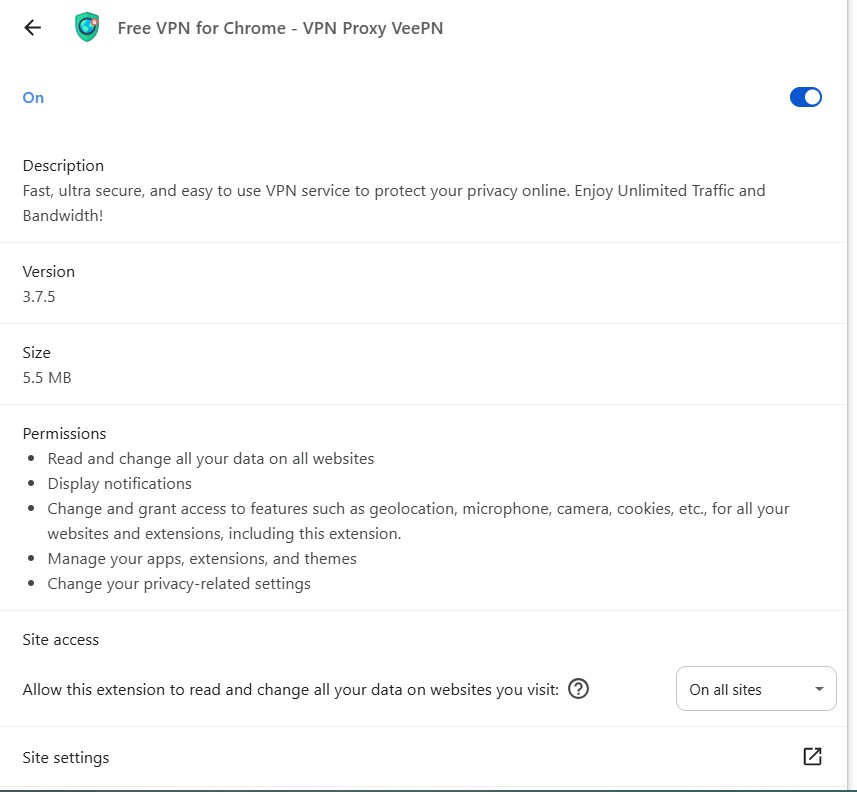 Free VPN for Chrome - VPN Proxy VeePN
On
Description
Fast, ultra secure, and easy to use VPN service to protect your privacy online. Enjoy Unlimited Traffic and
Bandwidth!
Version
3.7.5
Size
5.5 MB
Permissions
Read and change all your data on all websites
Display notifications
Change and grant access to features such as geolocation, microphone, camera, cookies, etc., for all your
websites and extensions, including this extension.
Manage your apps, extensions, and themes
Change your privacy-related settings
Site access
Allow this extension to read and change all your data on websites you visit: ? On all sites
Site settings